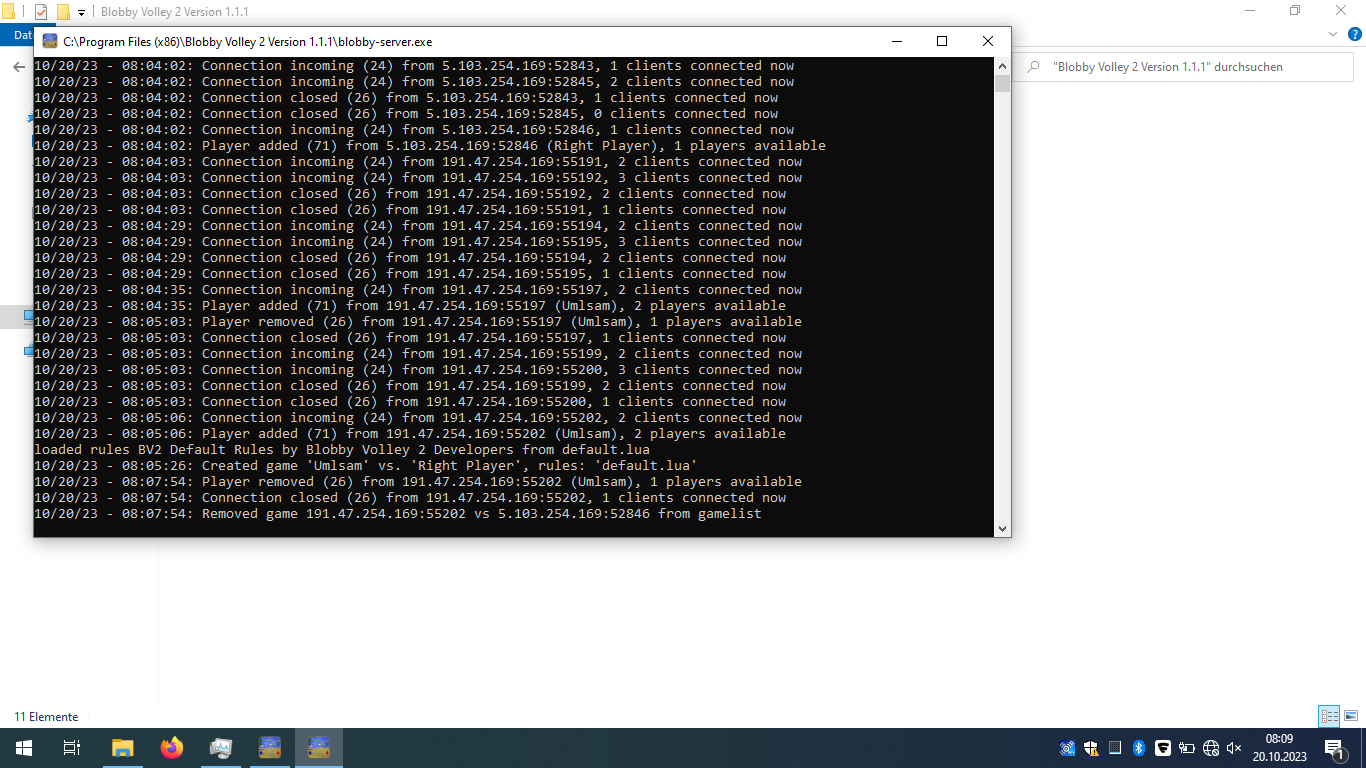 Blobby Volley 2 Version 1.1.1
C:\Program Files (x86)\Blobby Volley 2 Version 1.1.1\blobby-server.exe
"Blobby Volley 2 Version 1.1.1" durchsuchen
10/20/23 - 08:04:02: Connection incoming (24) from 5.103.254.169:52843, 1 clients connected now
10/20/23 - 08:04:02: Connection incoming (24) from 5.103.254.169:52845, 2 clients connected now
10/20/23 - 08:04:02: Connection closed (26) from 5.103.254.169:52843, 1 clients connected now
10/20/23 - 08:04:02: Connection closed (26) from 5.103.254.169:52845, 0 clients connected now
10/20/23 - 08:04:02: Connection incoming (24) from 5.103.254.169:52846, 1 clients connected now
10/20/23 - 08:04:02: Player added (71) from 5.103.254.169:52846 (Right Player), 1 players available
10/20/23 - 08:04:03: Connection incoming (24) from 191.47.254.169:55191, 2 clients connected now
10/20/23 - 08:04:03: Connection incoming (24) from 191.47.254.169:55192, 3 clients connected now
10/20/23 - 08:04:03: Connection closed (26) from 191.47.254.169:55192, 2 clients connected now
10/20/23 - 08:04:03: Connection closed (26) from 191.47.254.169:55191, 1 clients connected now
10/20/23 - 08:04:29: Connection incoming (24) from 191.47.254.169:55194, 2 clients connected now
10/20/23 - 08:04:29: Connection incoming (24) from 191.47.254.169:55195, 3 clients connected now
10/20/23 - 08:04:29: Connection closed (26) from 191.47.254.169:55194, 2 clients connected now
10/20/23 - 08:04:29: Connection closed (26) from 191.47.254.169:55195, 1 clients connected now
10/20/23 - 08:04:35: Connection incoming (24) from 191.47.254.169:55197, 2 clients connected now
10/20/23 - 08:04:35: Player added (71) from 191.47.254.169:55197 (Umlsam), 2 players available
10/20/23 - 08:05:03: Player removed (26) from 191.47.254.169:55197 (Umlsam), 1 players available
10/20/23 - 08:05:03: Connection closed (26) from 191.47.254.169:55197, 1 clients connected now
10/20/23 - 08:05:03: Connection incoming (24) from 191.47.254.169:55199, 2 clients connected now
10/20/23 - 08:05:03: Connection incoming (24) from 191.47.254.169:55200, 3 clients connected now
10/20/23 - 08:05:03: Connection closed (26) from 191.47.254.169:55199, 2 clients connected now
10/20/23 - 08:05:03: Connection closed (26) from 191.47.254.169:55200, 1 clients connected now
10/20/23 - 08:05:06: Connection incoming (24) from 191.47.254.169:55202, 2 clients connected now
10/20/23 - 08:05:06: Player added (71) from 191.47.254.169:55202 (Umlsam), 2 players available
loaded rules BV2 Default Rules by Blobby Volley 2 Developers from default.lua
10/20/23 - 08:05:26: Created game 'Umlsam' vs. 'Right Player', rules: 'default.lua'
10/20/23 - 08:07:54: Player removed (26) from 191.47.254.169:55202 (Umlsam), 1 players available
10/20/23 - 08:07:54: Connection closed (26) from 191.47.254.169:55202, 1 clients connected now
10/20/23 - 08:07:54: Removed game 191.47.254.169:55202 vs 5.103.254.169:52846 from gamelist
11 Elemente
08:09
20.10.2023
1